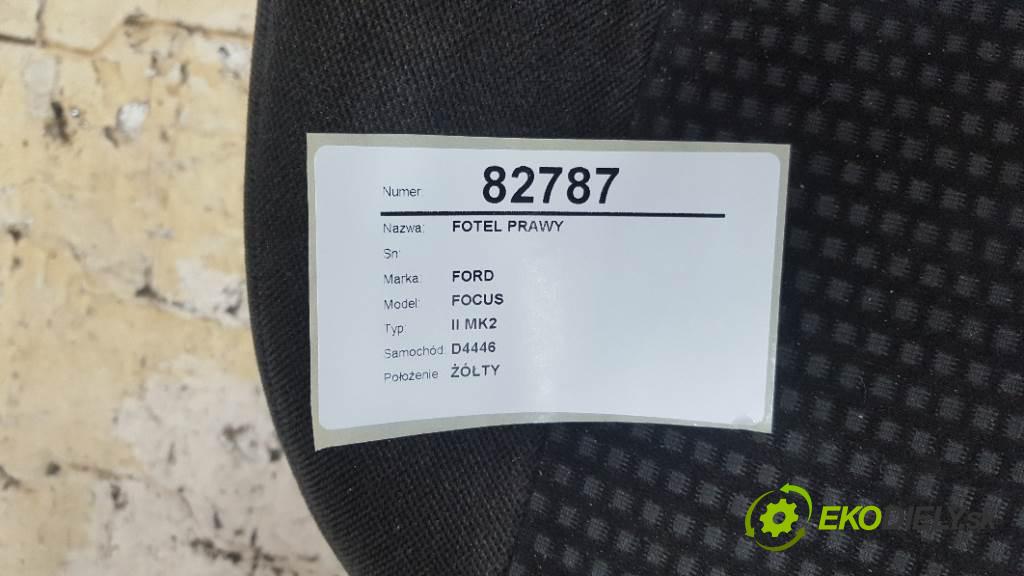 Numer: 82787
Nazwa: FOTEL PRAWY
Sn:
Marka: FORD
Model: FOCUS
Typ: II MK2
Samochód: D4446
Położenie ŻÓŁTY
EKODIELY.sk